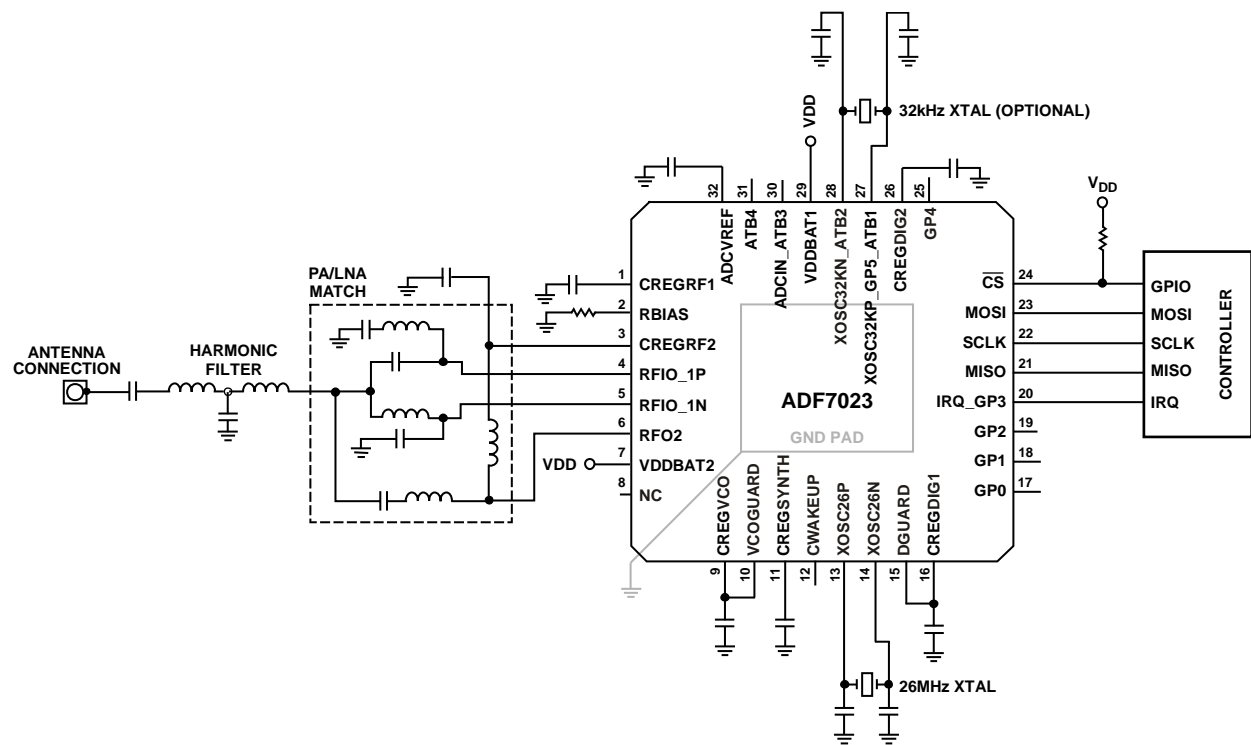 32kHz XTAL (OPTIONAL)
VDD
32
31
30
29
28
27
26
25
ADCVREF
ATB4
ADCIN_ATB3
VDDBAT1
XOSC32KN_ATB2
XOSC32KP_GP5_ATB1
CREGDIG2
GP4
VDD
PA/LNA
MATCH
ANTENNA
CONNECTION
HARMONIC
FILTER
1 CREGRF1
2 RBIAS
3 CREGRF2
4 RFIO_1P
5 RFIO_1N
6 RFO2
VDD 7 VDDBAT2
8 NC
ADF7023
GND PAD
CS 24
MOSI 23
SCLK 22
MISO 21
IRQ_GP3 20
GP2 19
GP1 18
GP0 17
GPIO
MOSI
SCLK
MISO
IRQ
CONTROLLER
CREGVCO
VCOGUARD
CREGSYNTH
CWAKEUP
XOSC26P
XOSC26N
DGUARD
CREGDIG1
9
10
11
12
13
14
15
16
26MHz XTAL